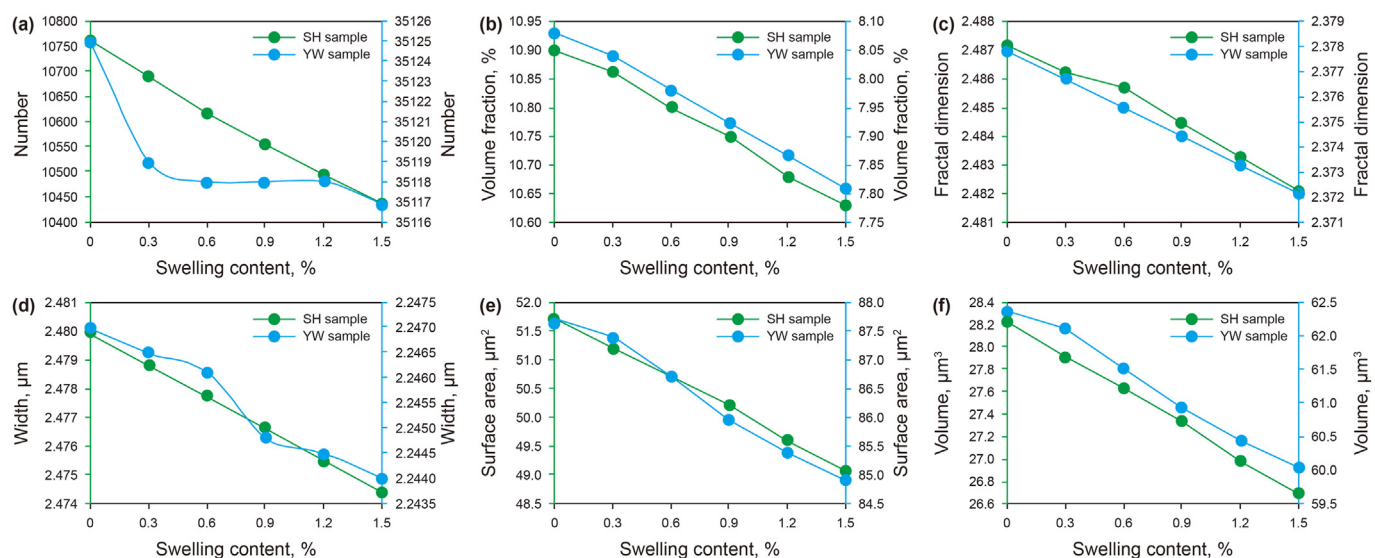 (a)
10800
10750
10700
10650
10600
10550
10500
10450
10400
Number
35126
35125
35124
35123
35122
35121
35120
35119
35118
35117
35116
Number
SH sample
YW sample
0 0.3 0.6 0.9 1.2 1.5
Swelling content, %
(b)
10.95
10.90
10.85
10.80
10.75
10.70
10.65
10.60
Volume fraction, %
8.10
8.05
8.00
7.95
7.90
7.85
7.80
7.75
Volume fraction, %
SH sample
YW sample
0 0.3 0.6 0.9 1.2 1.5
Swelling content, %
(c)
2.488
2.487
2.486
2.485
2.484
2.483
2.482
2.481
Fractal dimension
2.379
2.378
2.377
2.376
2.375
2.374
2.373
2.372
2.371
Fractal dimension
SH sample
YW sample
0 0.3 0.6 0.9 1.2 1.5
Swelling content, %
(d)
2.481
2.480
2.479
2.478
2.477
2.476
2.475
2.474
Width, μm
2.2475
2.2470
2.2465
2.2460
2.2455
2.2450
2.2445
2.2440
2.2435
Width, μm
SH sample
YW sample
0 0.3 0.6 0.9 1.2 1.5
Swelling content, %
(e)
52.0
51.5
51.0
50.5
50.0
49.5
49.0
48.5
Surface area, μm²
88.0
87.5
87.0
86.5
86.0
85.5
85.0
84.5
Surface area, μm²
SH sample
YW sample
0 0.3 0.6 0.9 1.2 1.5
Swelling content, %
(f)
28.4
28.2
28.0
27.8
27.6
27.4
27.2
27.0
26.8
26.6
Volume, μm³
62.5
62.0
61.5
61.0
60.5
60.0
59.5
Volume, μm³
SH sample
YW sample
0 0.3 0.6 0.9 1.2 1.5
Swelling content, %